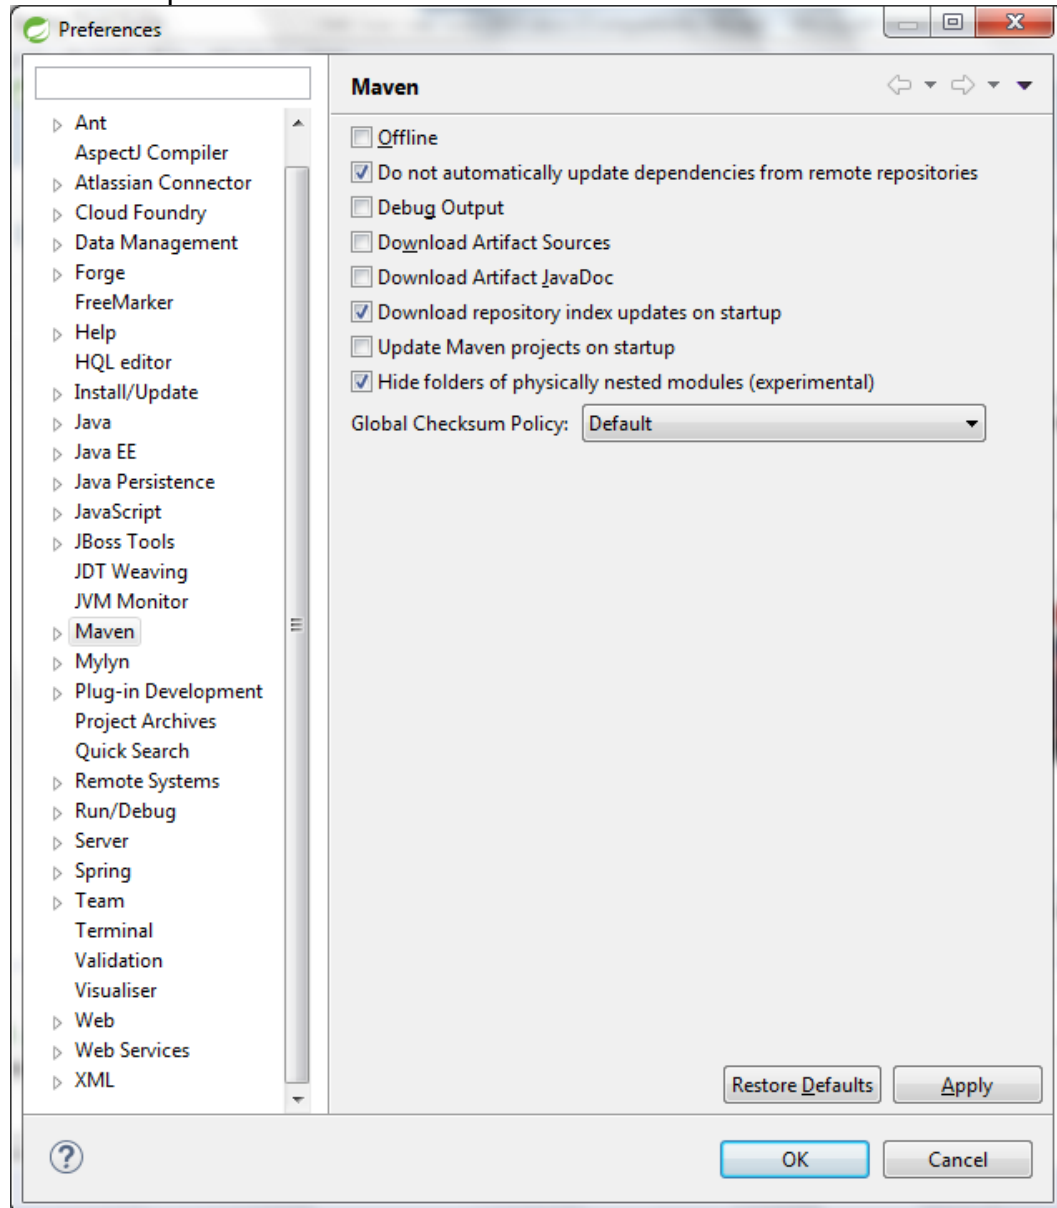 Preferences
Maven
Ant
AspectJ Compiler
Atlassian Connector
Cloud Foundry
Data Management
Forge
FreeMarker
Help
HQL editor
Install/Update
Java
Java EE
Java Persistence
JavaScript
JBoss Tools
JDT Weaving
JVM Monitor
Maven
Mylyn
Plug-in Development
Project Archives
Quick Search
Remote Systems
Run/Debug
Server
Spring
Team
Terminal
Validation
Visualiser
Web
Web Services
XML
Offline
Do not automatically update dependencies from remote repositories
Debug Output
Download Artifact Sources
Download Artifact JavaDoc
Download repository index updates on startup
Update Maven projects on startup
Hide folders of physically nested modules (experimental)
Global Checksum Policy: Default
Restore Defaults Apply
? OK Cancel